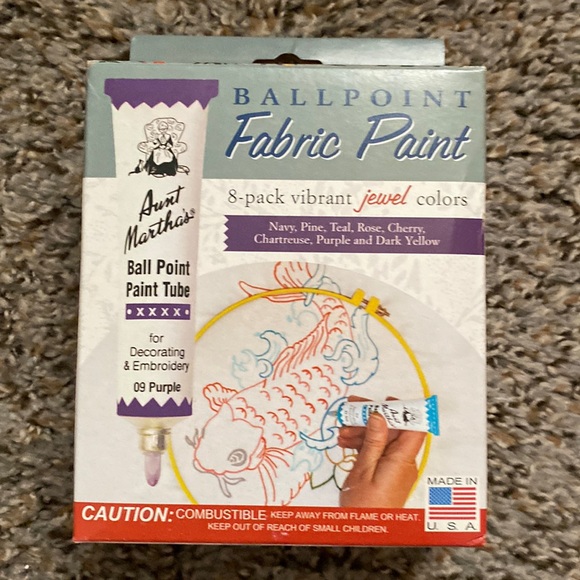 BALLPOINT
Fabric Paint
8-pack vibrant jewel colors
Navy, Pine, Teal, Rose, Cherry,
Chartreuse, Purple and Dark Yellow
Aunt
Martha's®
Ball Point
Paint Tube
XXXX
for
Decorating
& Embroidery
09 Purple
MADE IN
U.S.A.
CAUTION: COMBUSTIBLE KEEP AWAY FROM FLAME OR HEAT.
KEEP OUT OF REACH OF SMALL CHILDREN.